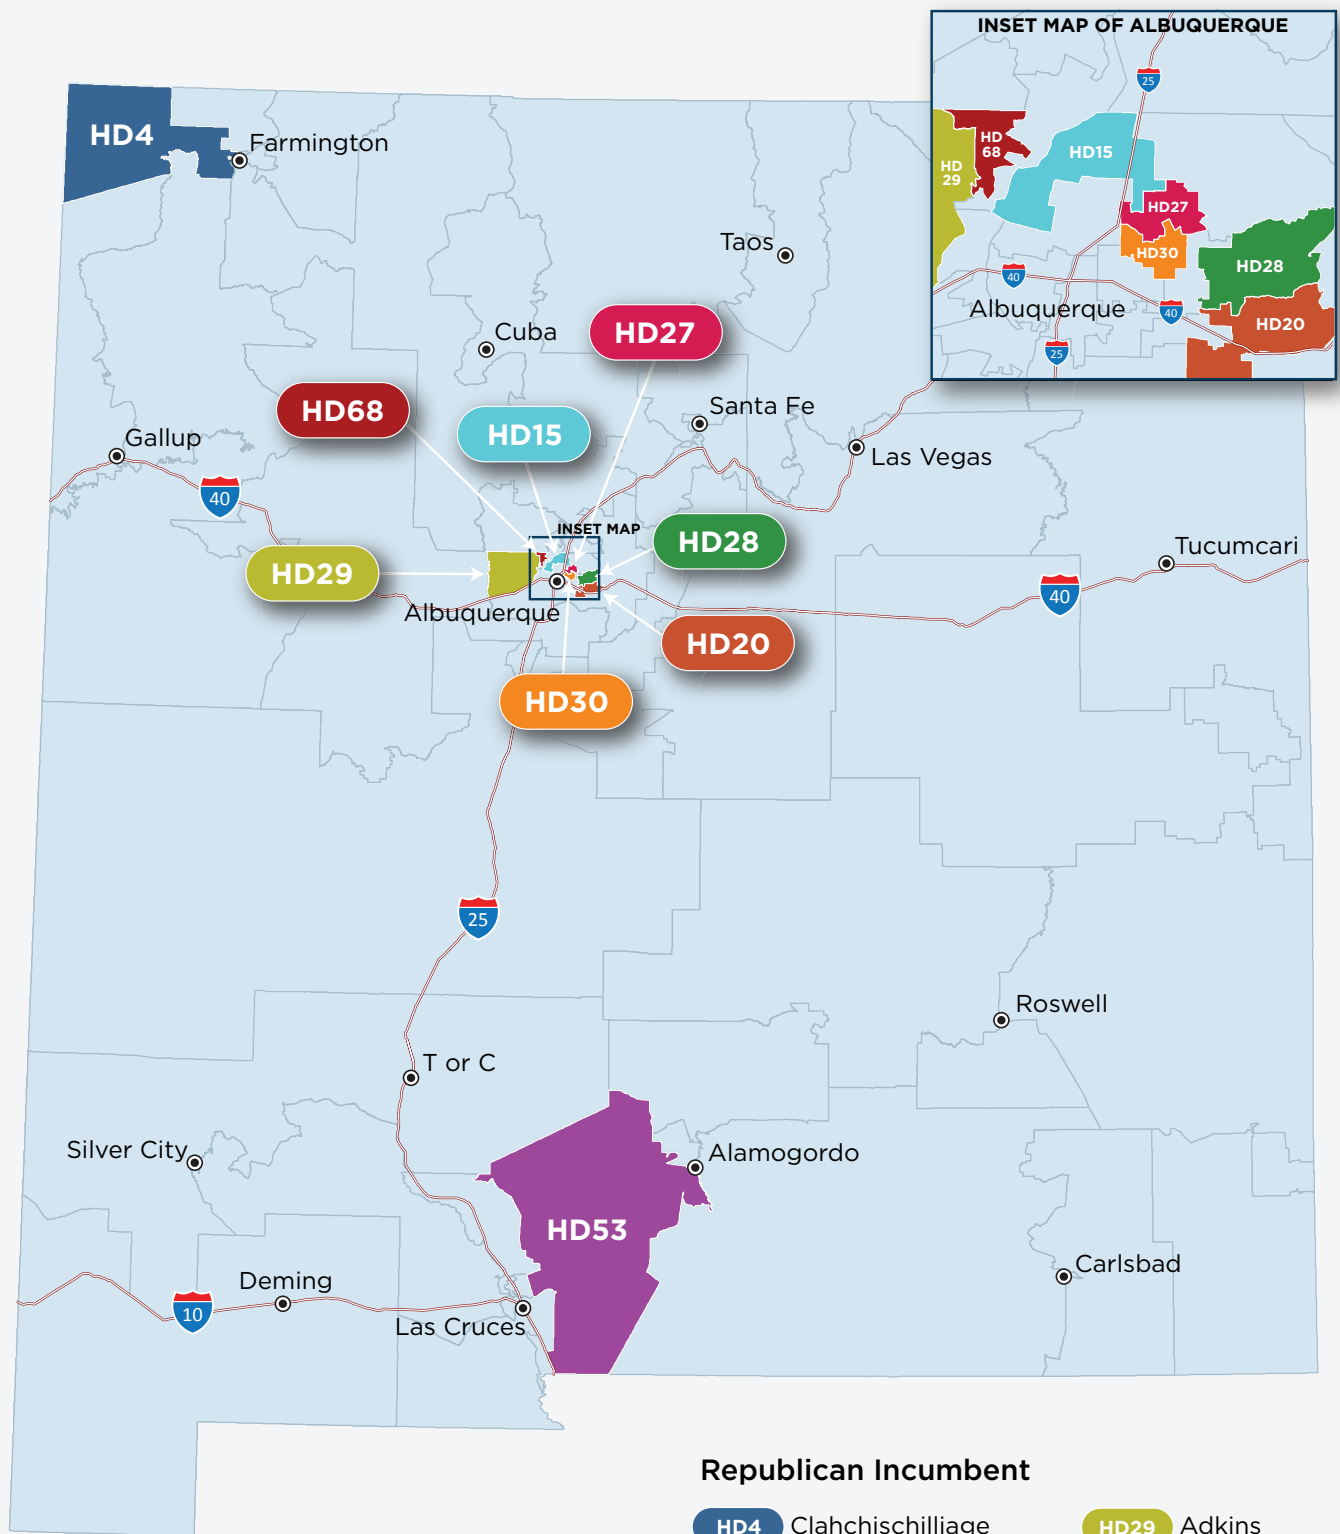 INSET MAP OF ALBUQUERQUE
25
HD4
HD
68
HD15
HD
29
HD27
HD30
HD28
40
Albuquerque
40
HD20
25
Farmington
Taos
Cuba
HD27
HD68
HD15
Santa Fe
Gallup
Las Vegas
40
INSET MAP
HD28
Tucumcari
HD29
40
Albuquerque
HD20
HD30
25
Roswell
T or C
Silver City
Alamogordo
HD53
Carlsbad
Deming
10
Las Cruces
Republican Incumbent
HD4 Clahchischilliage
HD29 Adkins